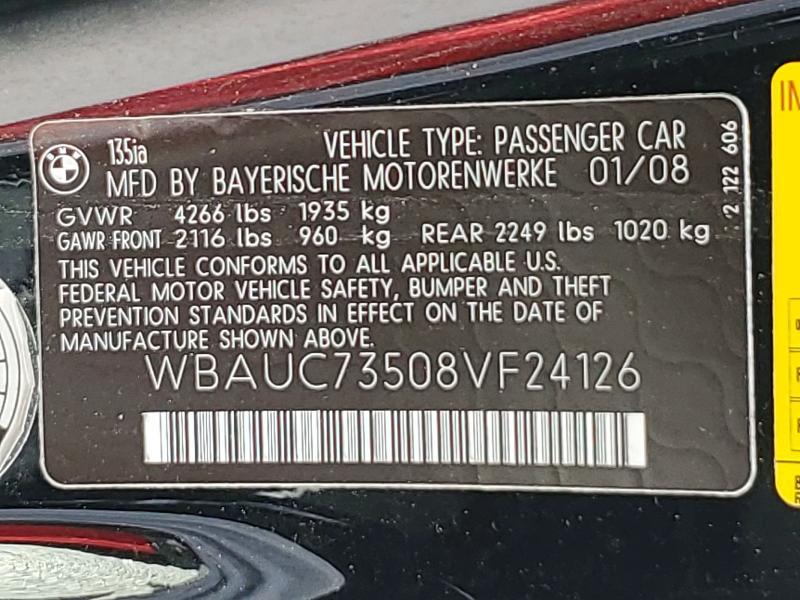 135ia VEHICLE TYPE: PASSENGER CAR
BMW
MFD BY BAYERISCHE MOTORENWERKE 01/08
GVWR 4266 lbs 1935 kg
GAWR FRONT 2116 lbs 960 kg REAR 2249 lbs 1020 kg
THIS VEHICLE CONFORMS TO ALL APPLICABLE U.S.
FEDERAL MOTOR VEHICLE SAFETY, BUMPER AND THEFT
PREVENTION STANDARDS IN EFFECT ON THE DATE OF
MANUFACTURE SHOWN ABOVE.
WBAUC73508VF24126
2 122 606